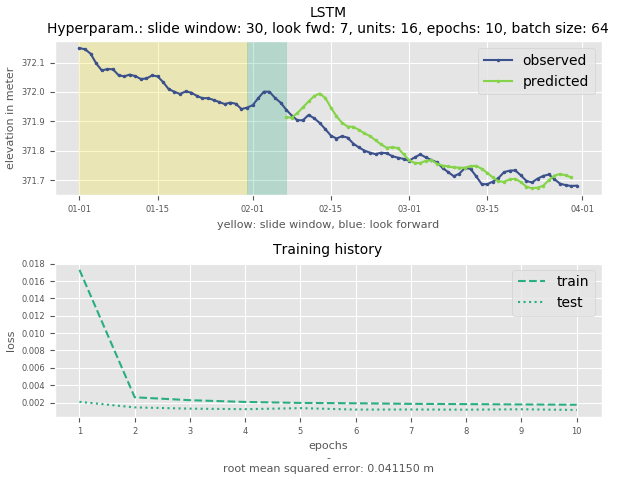 LSTM
Hyperparam.: slide window: 30, look fwd: 7, units: 16, epochs: 10, batch size: 64
372.1
372.0
371.9
371.8
371.7
elevation in meter
observed
predicted
01-01 01-15 02-01 02-15 03-01 03-15 04-01
yellow: slide window, blue: look forward
Training history
0.018
0.016
0.014
0.012
0.010
0.008
0.006
0.004
0.002
loss
train
test
1 2 3 4 5 6 7 8 9 10
epochs
-
root mean squared error: 0.041150 m